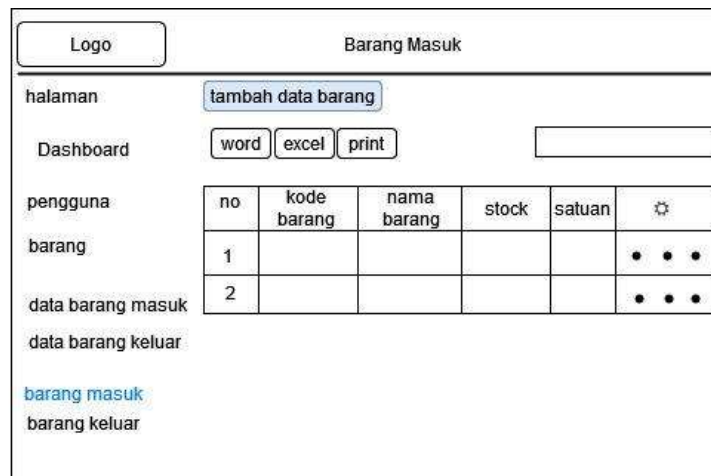 Logo
Barang Masuk
halaman
tambah data barang
Dashboard
word excel print
pengguna
no kode barang nama barang stock satuan
barang
1
2
data barang masuk
data barang keluar
barang masuk
barang keluar